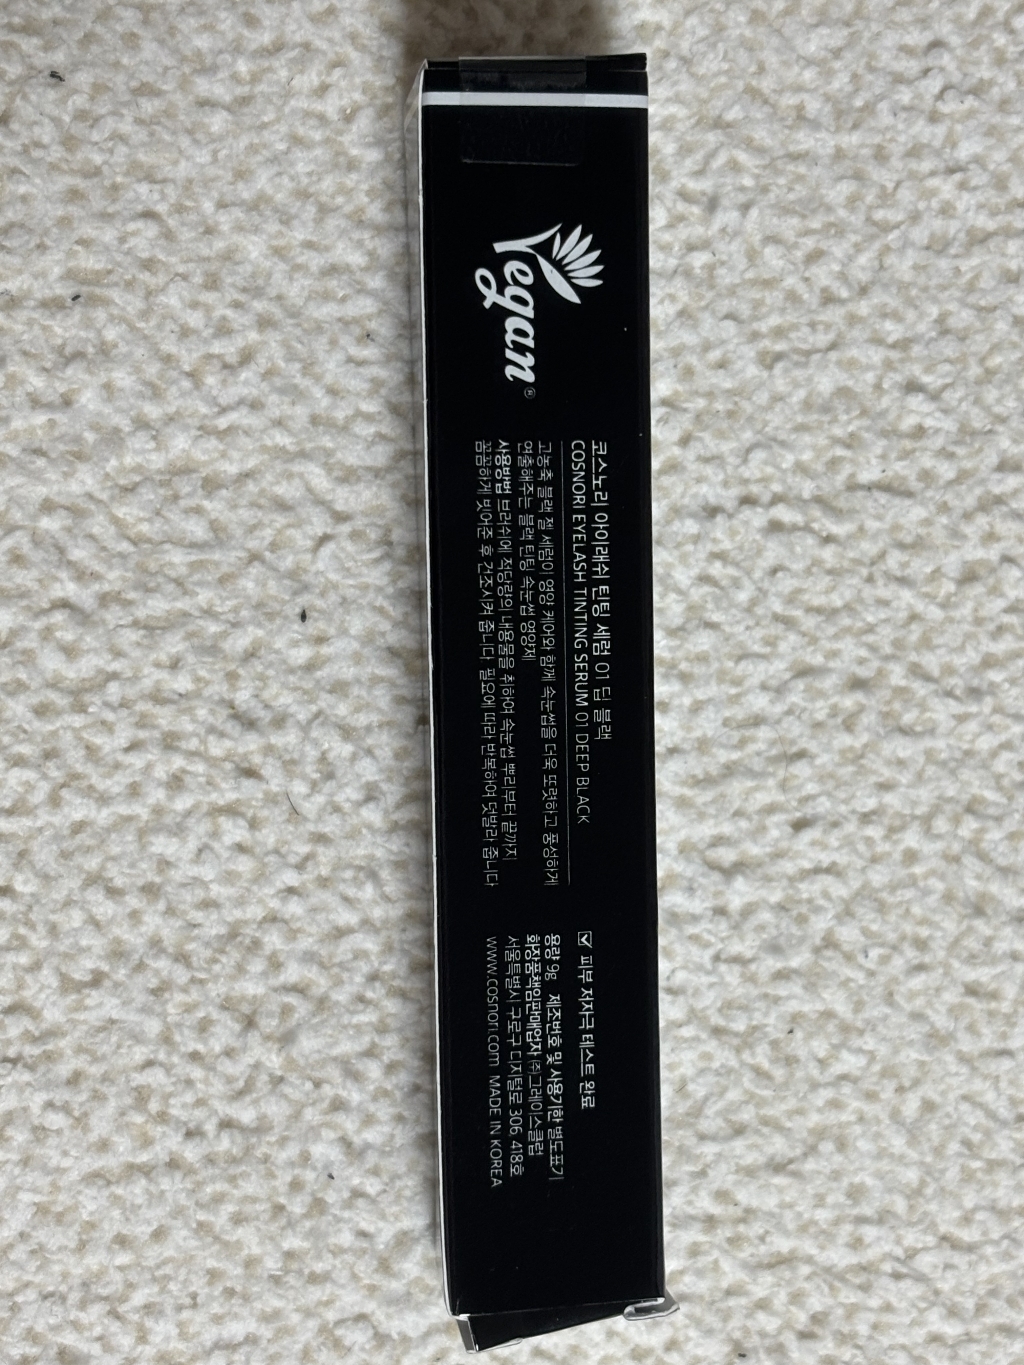 Vegan®
코스노리 아이래쉬 틴팅 세럼 01 딥 블랙
COSNORI EYELASH TINTING SERUM 01 DEEP BLACK
고농축 블랙 젤 세럼이 영양 케어와 함께 속눈썹을 더욱 또렷하고 풍성하게
연출해주는 블랙 틴팅 속눈썹 영양제
사용방법 브러쉬에 적당량의 내용물을 취하여 속눈썹 뿌리부터 끝까지
꼼꼼하게 빗어준 후 건조시켜 줍니다. 필요에 따라 반복하여 덧발라 줍니다
피부 저자극 테스트 완료
용량 9g 제조번호 및 사용기한 별도표기
화장품책임판매업자 ㈜그레이스클럽
서울특별시 구로구 디지털로 306, 418호
www.cosnori.com MADE IN KOREA